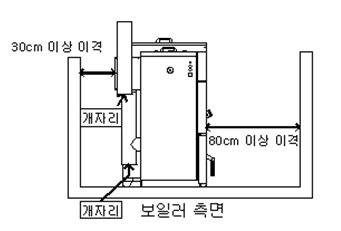 30cm 이상 이격
개자리
80cm 이상 이격
개자리
보일러 측면